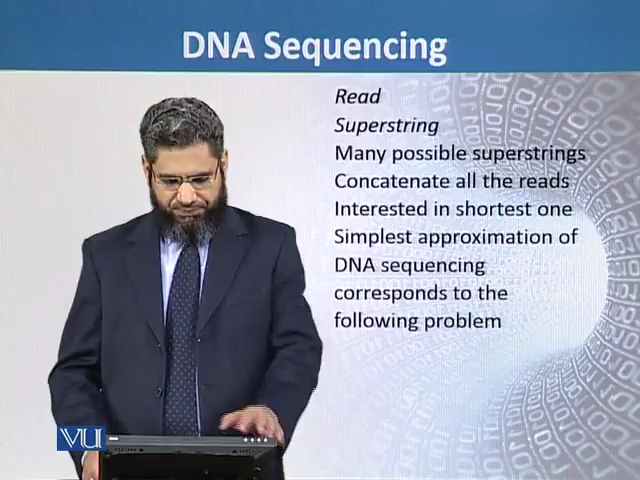 DNA Sequencing
Read
Superstring
Many possible superstrings
Concatenate all the reads
Interested in shortest one
Simplest approximation of
DNA sequencing
corresponds to the
following problem
VU